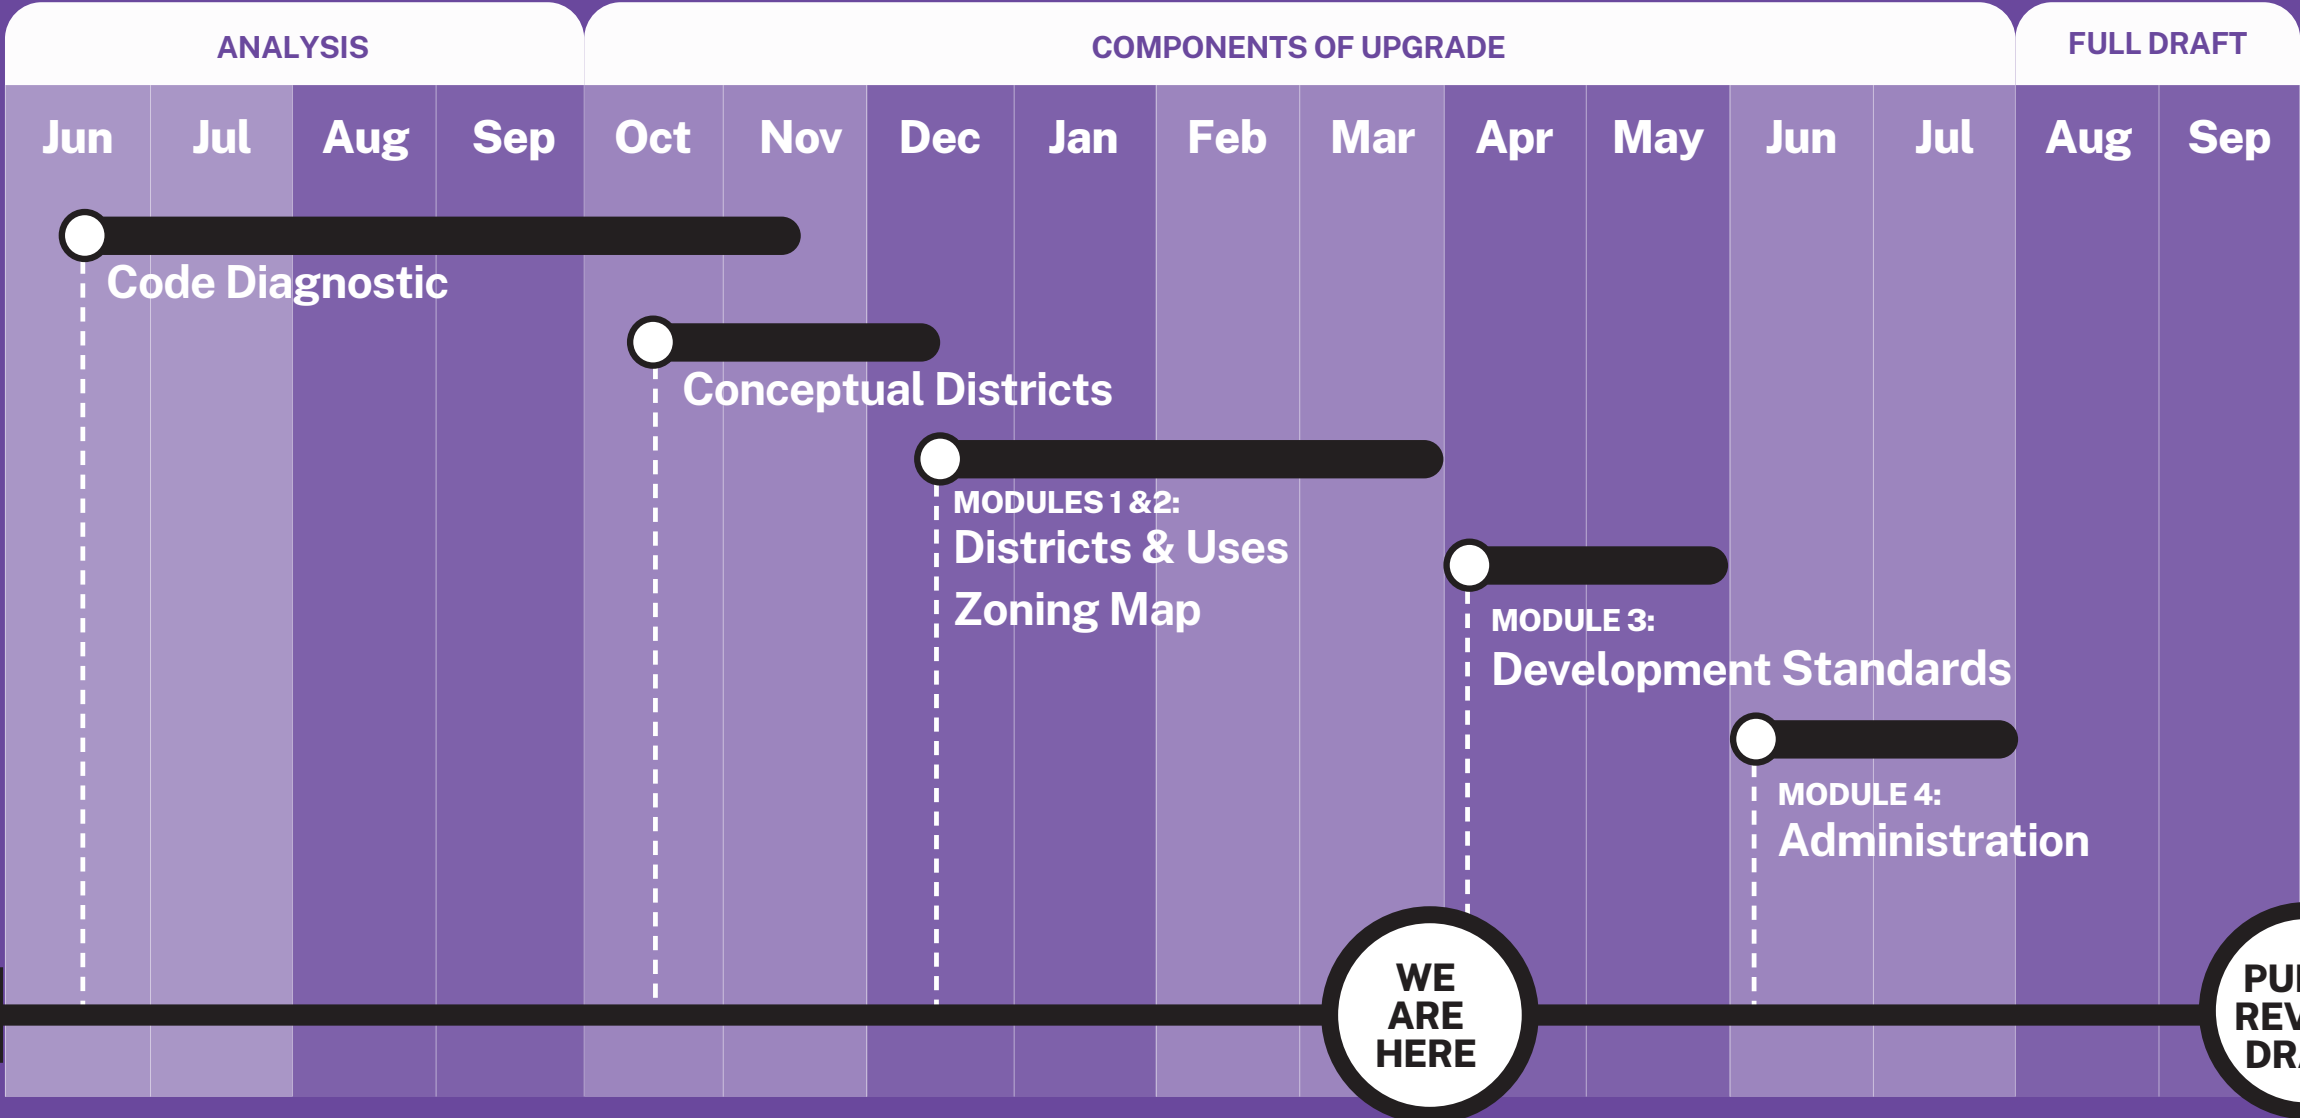 ANALYSIS
COMPONENTS OF UPGRADE
FULL DRAFT
Jun Jul Aug Sep Oct Nov Dec Jan Feb Mar Apr May Jun Jul Aug Sep
Code Diagnostic
Conceptual Districts
MODULES 1 &2:
Districts & Uses
Zoning Map
MODULE 3:
Development Standards
MODULE 4:
Administration
WE
ARE
HERE